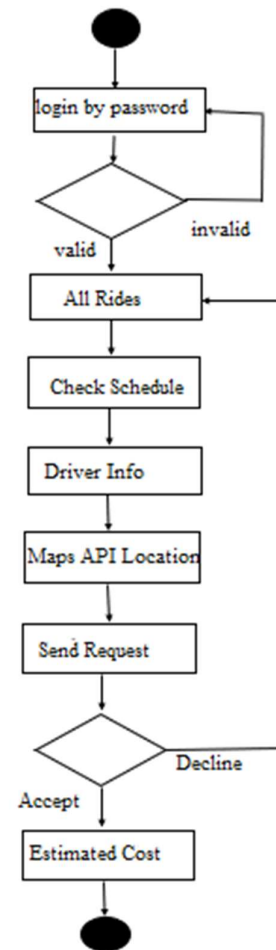 login by password
invalid
valid
All Rides
Check Schedule
Driver Info
Maps API Location
Send Request
Decline
Accept
Estimated Cost